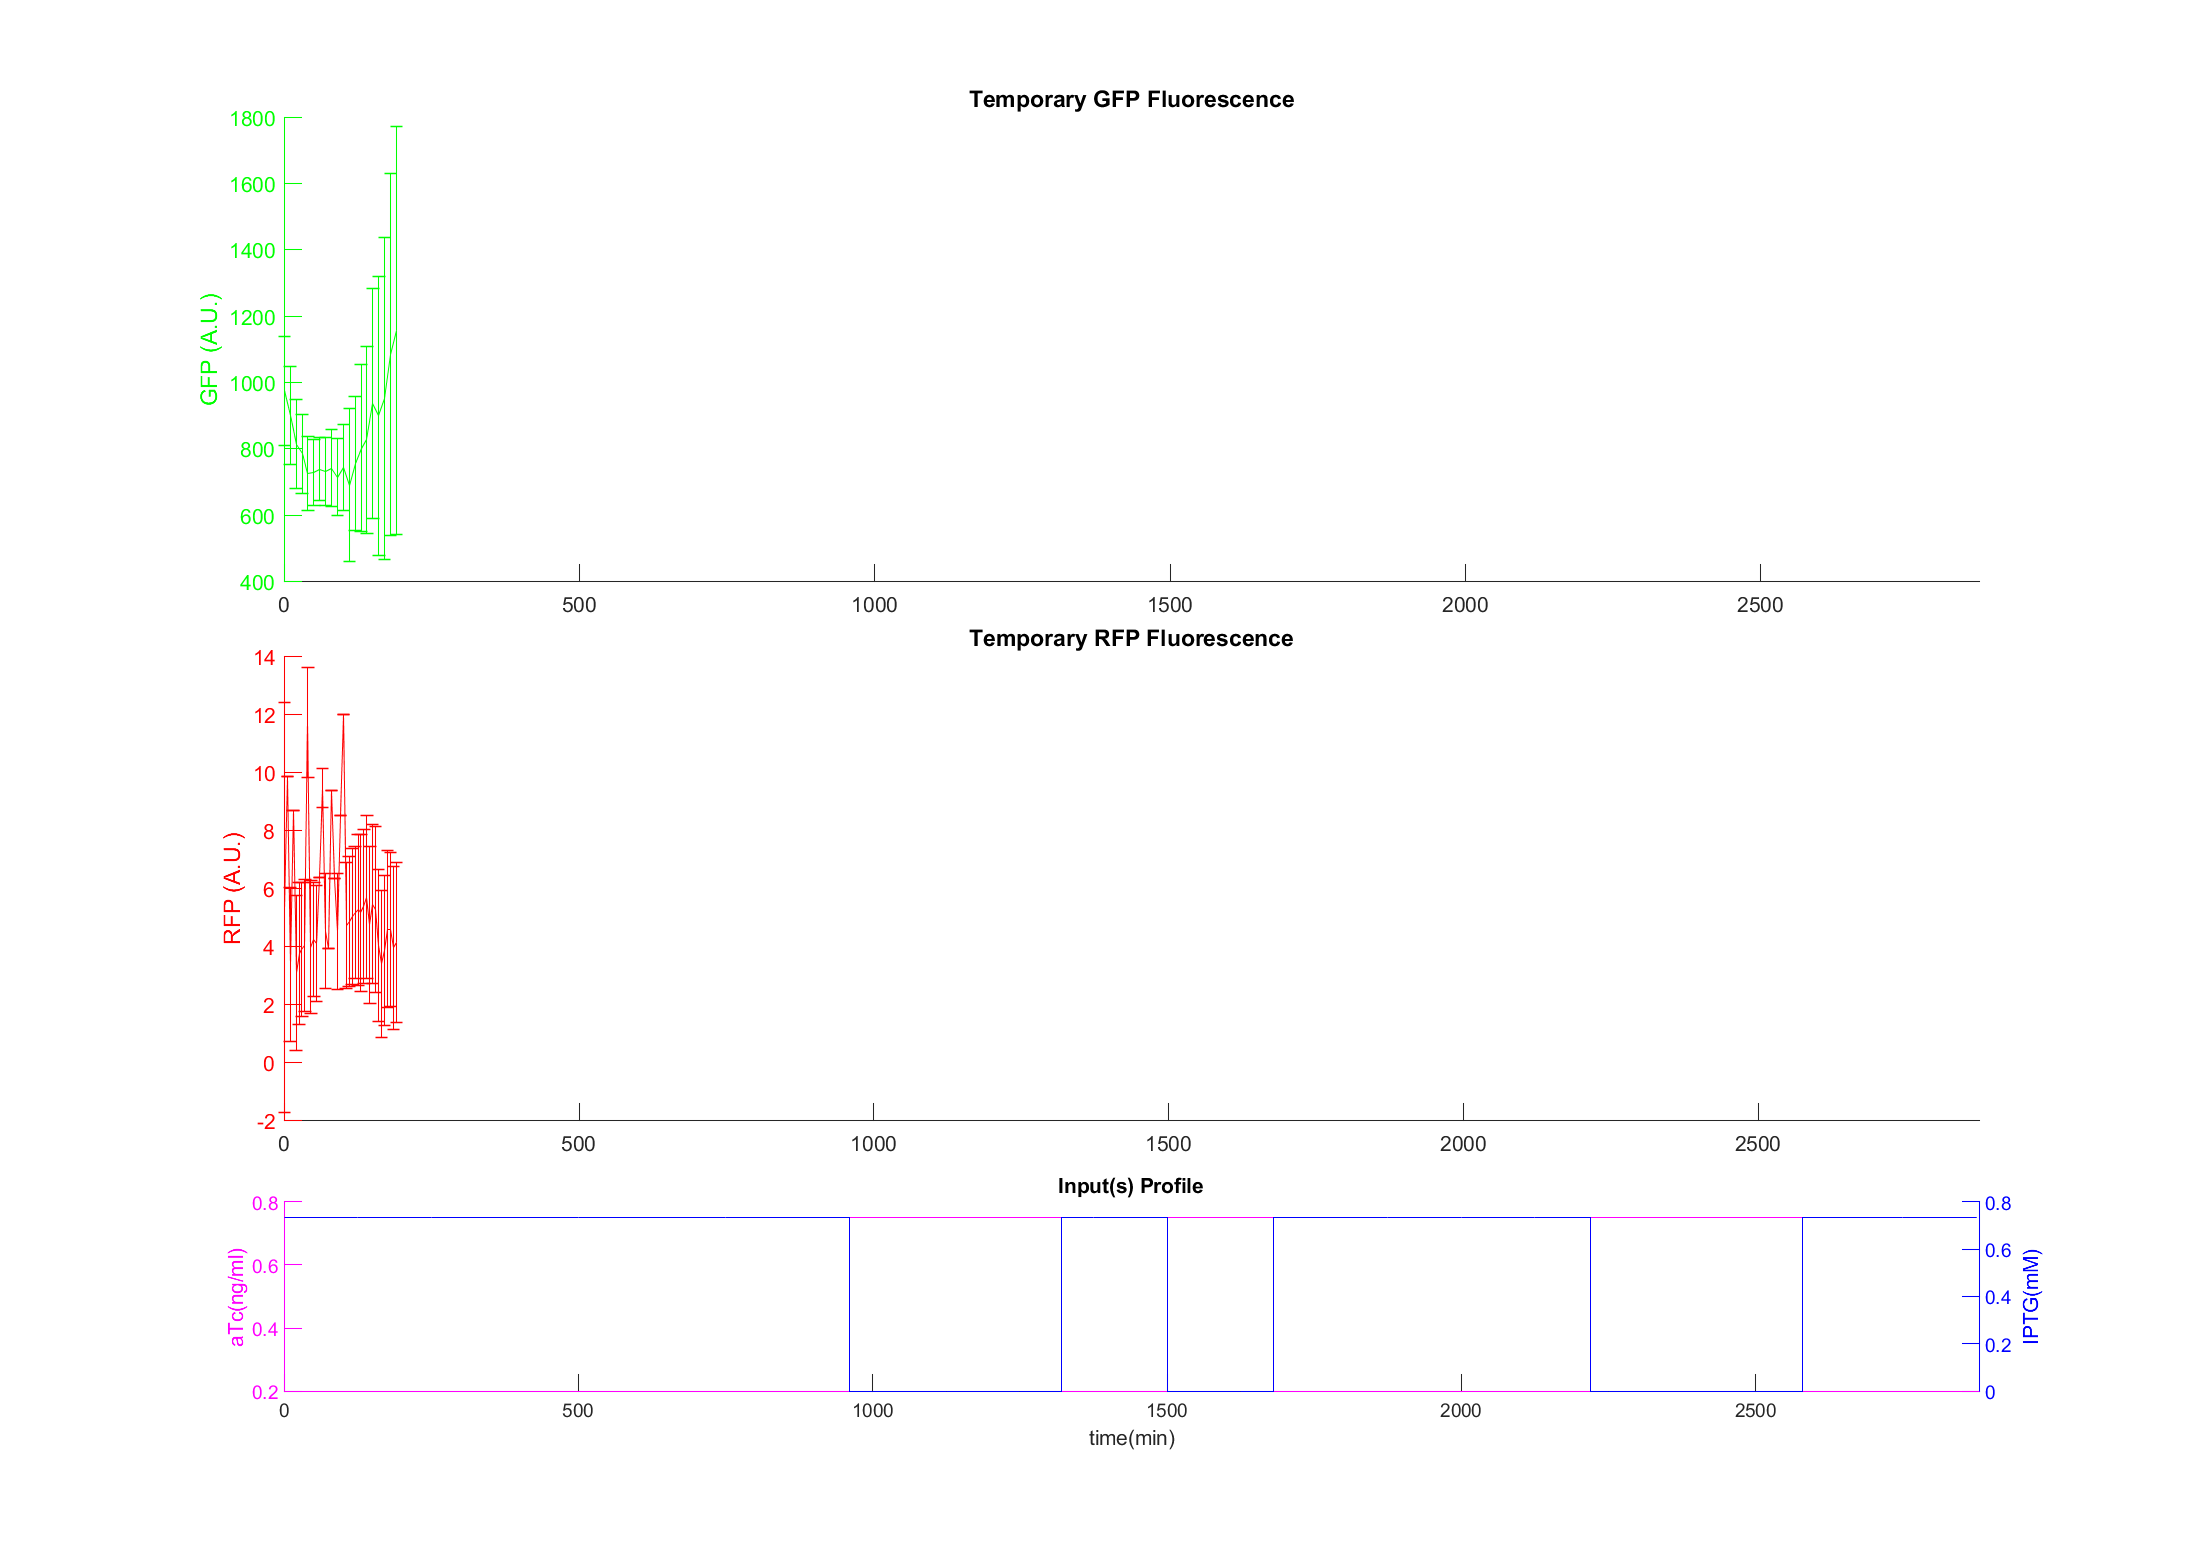 Temporary GFP Fluorescence
1800
1600
1400
1200
1000
800
600
400
GFP (A.U.)
0 500 1000 1500 2000 2500
Temporary RFP Fluorescence
14
12
10
8
6
4
2
0
-2
RFP (A.U.)
0 500 1000 1500 2000 2500
Input(s) Profile
0.8
0.6
0.4
0.2
aTc(ng/ml)
0.8
0.6
0.4
0.2
0
IPTG(mM)
0 500 1000 1500 2000 2500
time(min)